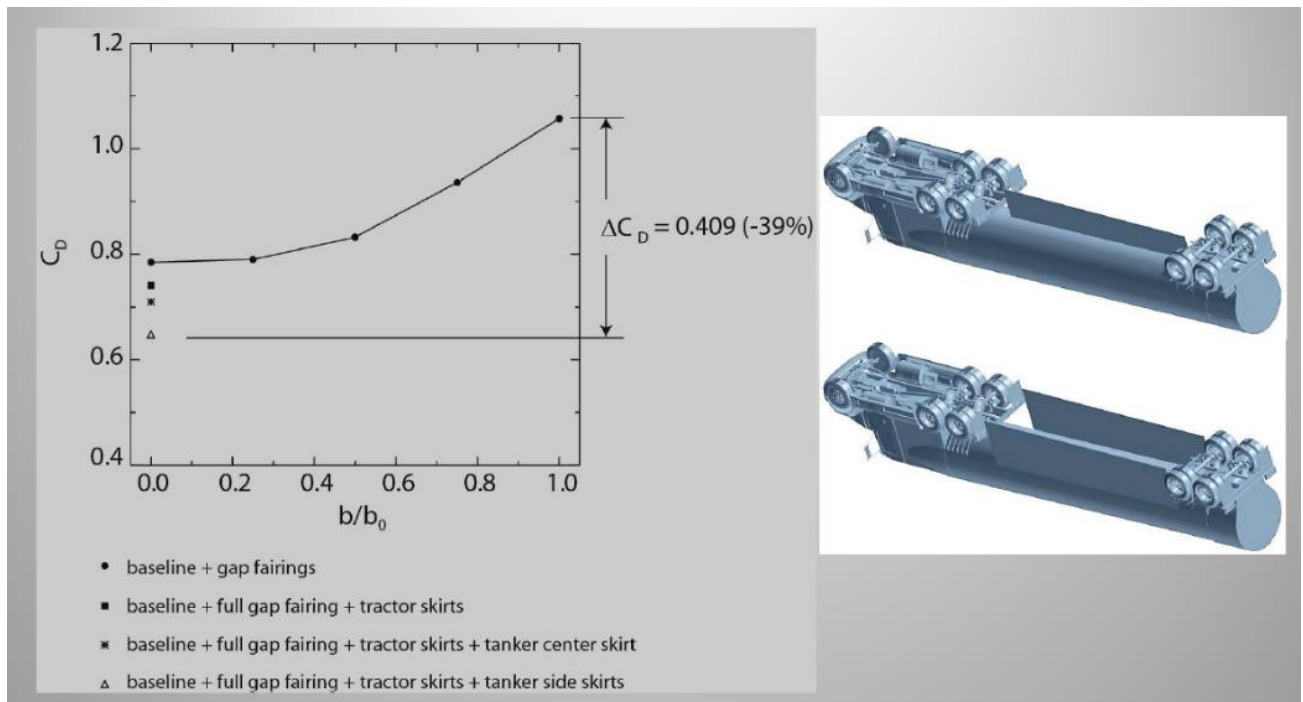 1.2
1.0
0.8
0.6
0.4
C_D
0.0 0.2 0.4 0.6 0.8 1.0
b/b₀
ΔC_D = 0.409 (-39%)
● baseline + gap fairings
■ baseline + full gap fairing + tractor skirts
✶ baseline + full gap fairing + tractor skirts + tanker center skirt
△ baseline + full gap fairing + tractor skirts + tanker side skirts